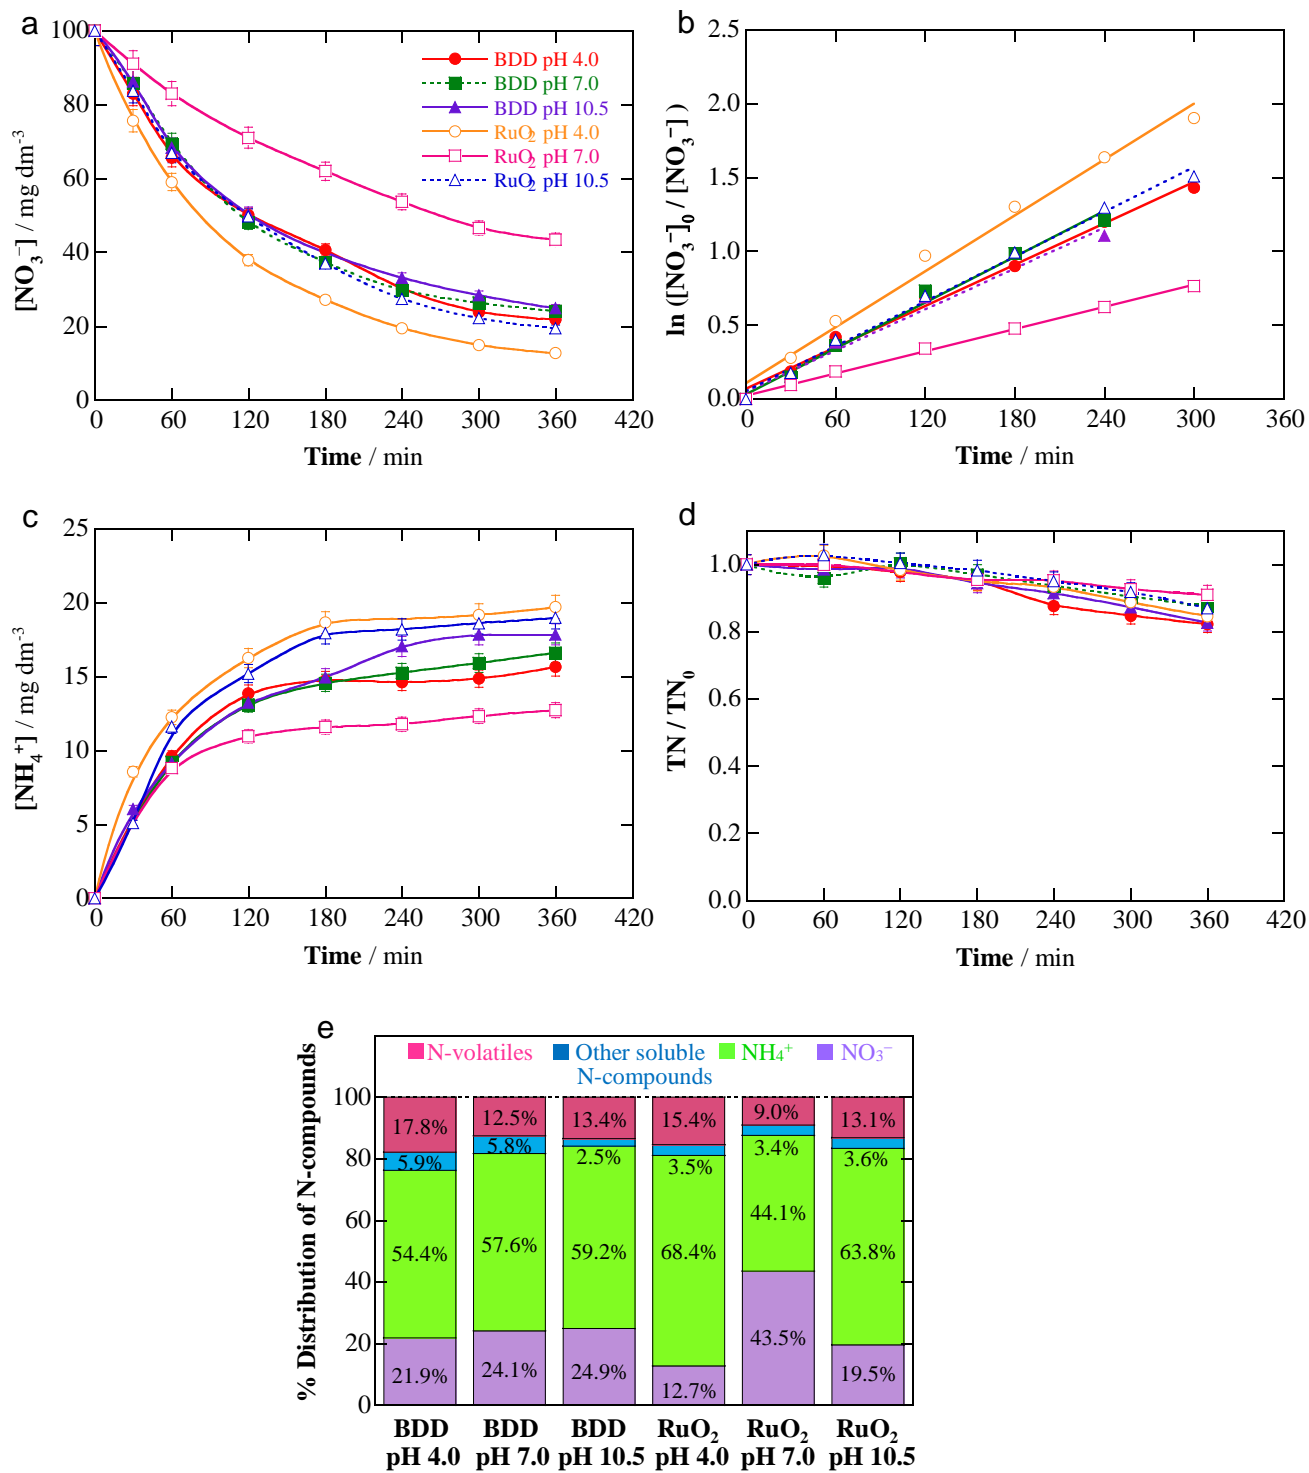 a
100
80
60
40
20
0
[NO₃⁻] / mg dm⁻³
BDD pH 4.0
BDD pH 7.0
BDD pH 10.5
RuO₂ pH 4.0
RuO₂ pH 7.0
RuO₂ pH 10.5
0 60 120 180 240 300 360 420
Time / min
b
2.5
2.0
1.5
1.0
0.5
0.0
ln ([NO₃⁻]₀ / [NO₃⁻])
0 60 120 180 240 300 360
Time / min
c
25
20
15
10
5
0
[NH₄⁺] / mg dm⁻³
0 60 120 180 240 300 360 420
Time / min
d
1.0
0.8
0.6
0.4
0.2
0.0
TN / TN₀
0 60 120 180 240 300 360 420
Time / min
e
N-volatiles Other soluble NH₄⁺ NO₃⁻
N-compounds
% Distribution of N-compounds
100
80
60
40
20
0
17.8% 12.5% 13.4% 15.4% 9.0% 13.1%
5.9% 5.8% 2.5% 3.5% 3.4% 3.6%
54.4% 57.6% 59.2% 68.4% 44.1% 63.8%
21.9% 24.1% 24.9% 12.7% 43.5% 19.5%
BDD BDD BDD RuO₂ RuO₂ RuO₂
pH 4.0 pH 7.0 pH 10.5 pH 4.0 pH 7.0 pH 10.5